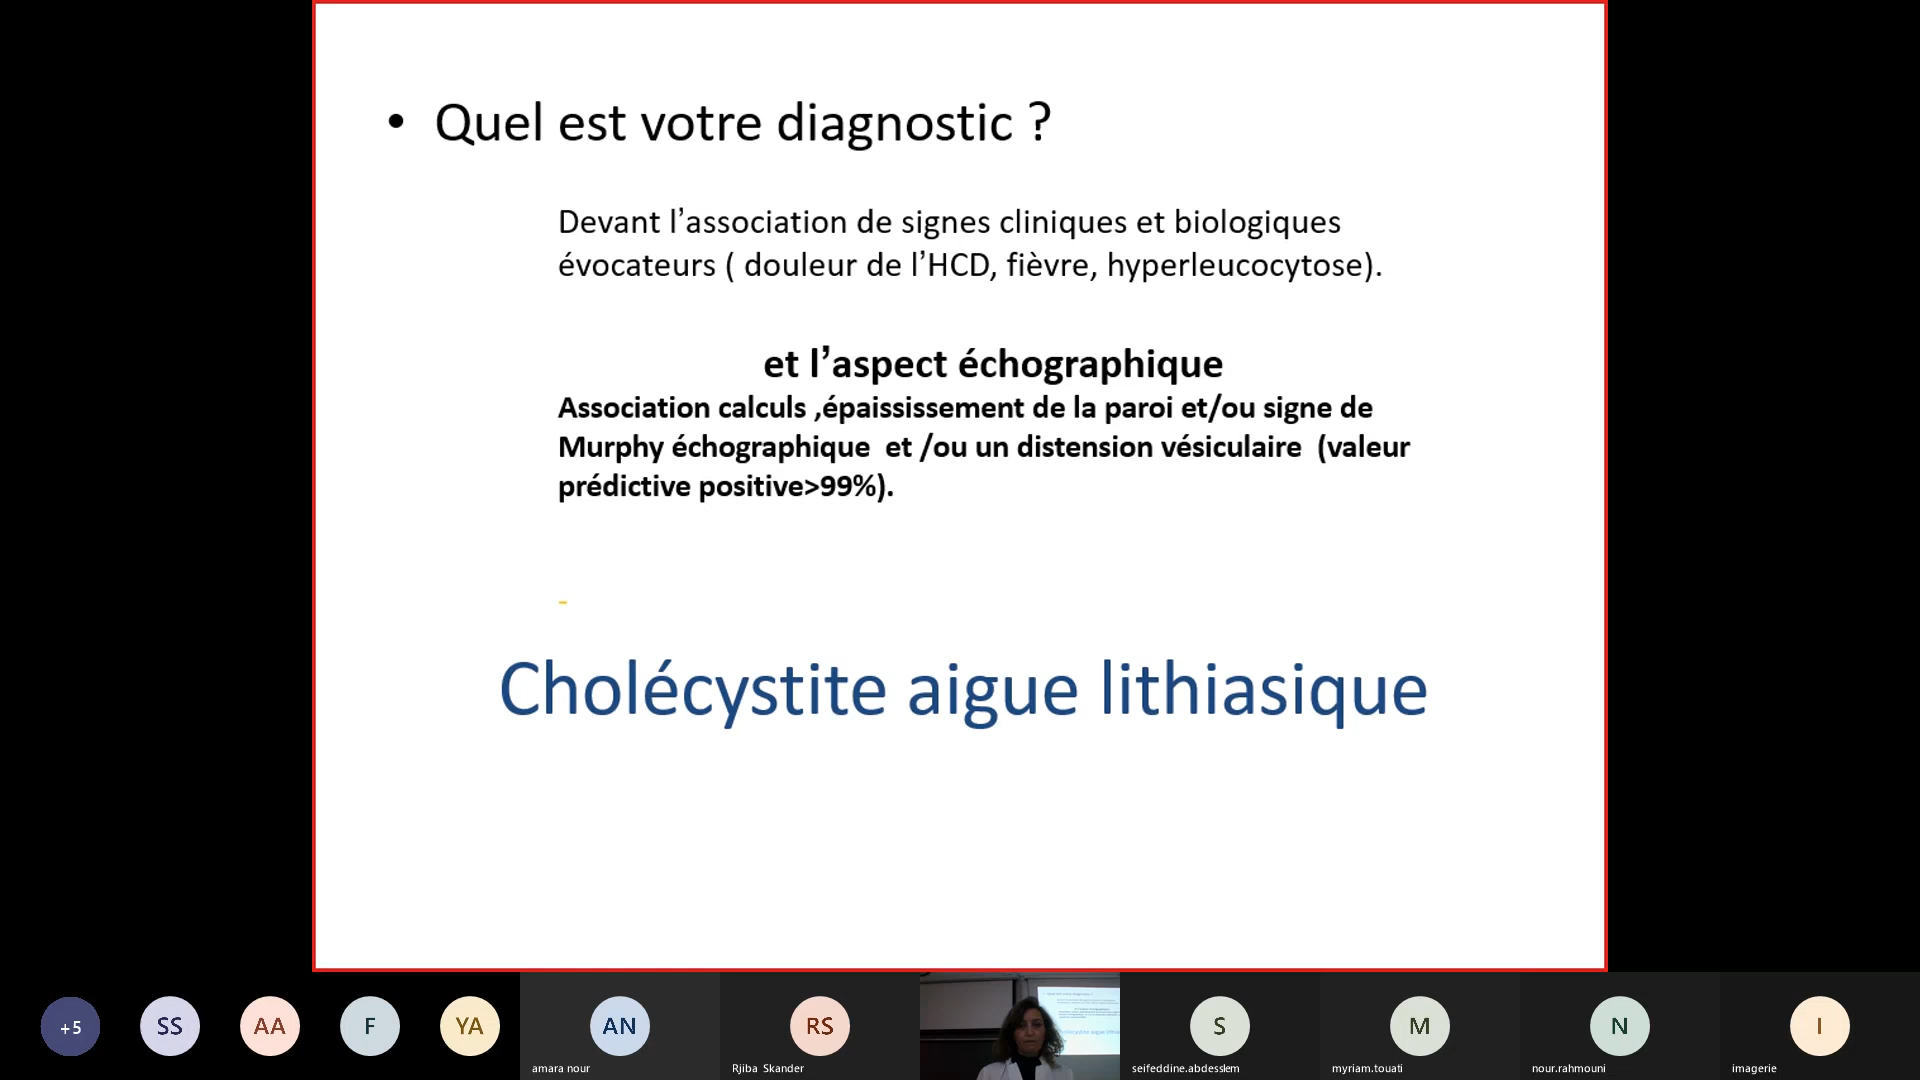 • Quel est votre diagnostic ?
Devant l’association de signes cliniques et biologiques
évocateurs ( douleur de l’HCD, fièvre, hyperleucocytose).
et l’aspect échographique
Association calculs ,épaississement de la paroi et/ou signe de
Murphy échographique et /ou un distension vésiculaire (valeur
prédictive positive>99%).
-
Cholécystite aigue lithiasique
+5
SS
AA
F
YA
AN
RS
S
M
N
I
amara nour
Rjiba Skander
seifeddine.abdesslem
myriam.touati
nour.rahmouni
imagerie